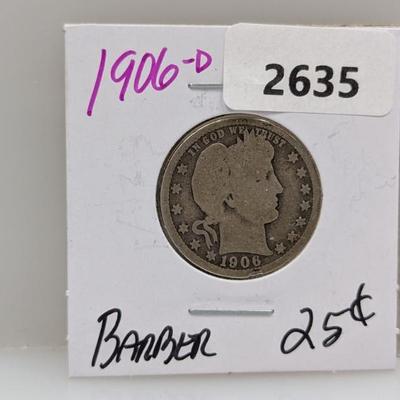 1906-D
2635
IN GOD WE TRUST
1906
BARBER 25¢